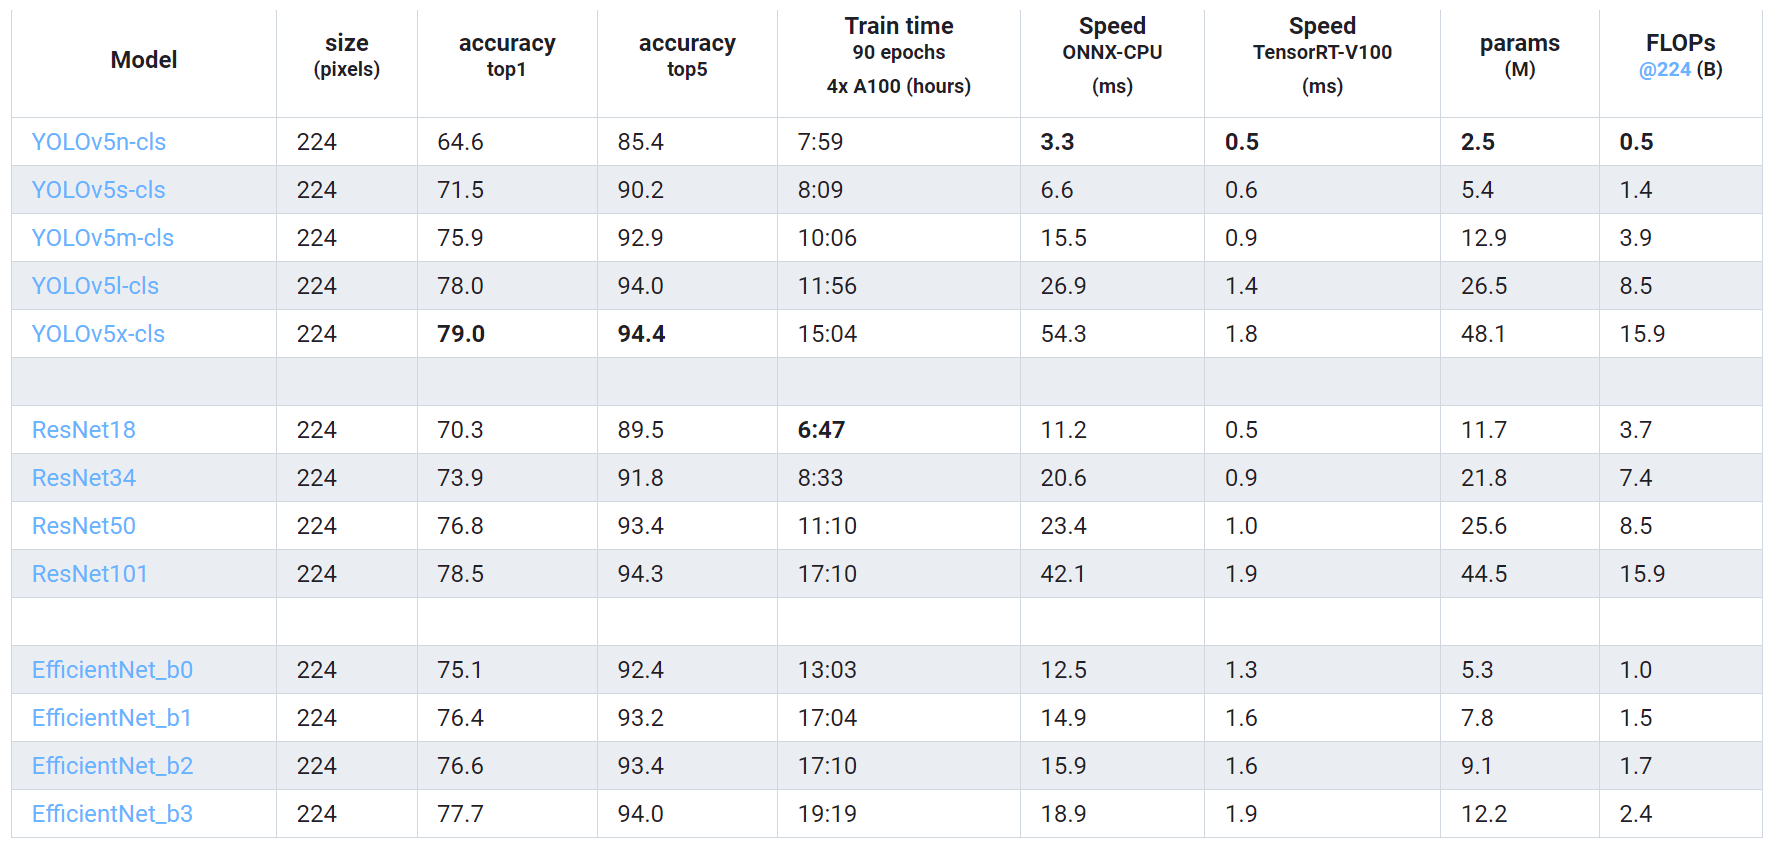 Model size (pixels) accuracy top1 accuracy top5 Train time 90 epochs 4x A100 (hours) Speed ONNX-CPU (ms) Speed TensorRT-V100 (ms) params (M) FLOPs @224 (B)
YOLOv5n-cls 224 64.6 85.4 7:59 3.3 0.5 2.5 0.5
YOLOv5s-cls 224 71.5 90.2 8:09 6.6 0.6 5.4 1.4
YOLOv5m-cls 224 75.9 92.9 10:06 15.5 0.9 12.9 3.9
YOLOv5l-cls 224 78.0 94.0 11:56 26.9 1.4 26.5 8.5
YOLOv5x-cls 224 79.0 94.4 15:04 54.3 1.8 48.1 15.9
ResNet18 224 70.3 89.5 6:47 11.2 0.5 11.7 3.7
ResNet34 224 73.9 91.8 8:33 20.6 0.9 21.8 7.4
ResNet50 224 76.8 93.4 11:10 23.4 1.0 25.6 8.5
ResNet101 224 78.5 94.3 17:10 42.1 1.9 44.5 15.9
EfficientNet_b0 224 75.1 92.4 13:03 12.5 1.3 5.3 1.0
EfficientNet_b1 224 76.4 93.2 17:04 14.9 1.6 7.8 1.5
EfficientNet_b2 224 76.6 93.4 17:10 15.9 1.6 9.1 1.7
EfficientNet_b3 224 77.7 94.0 19:19 18.9 1.9 12.2 2.4